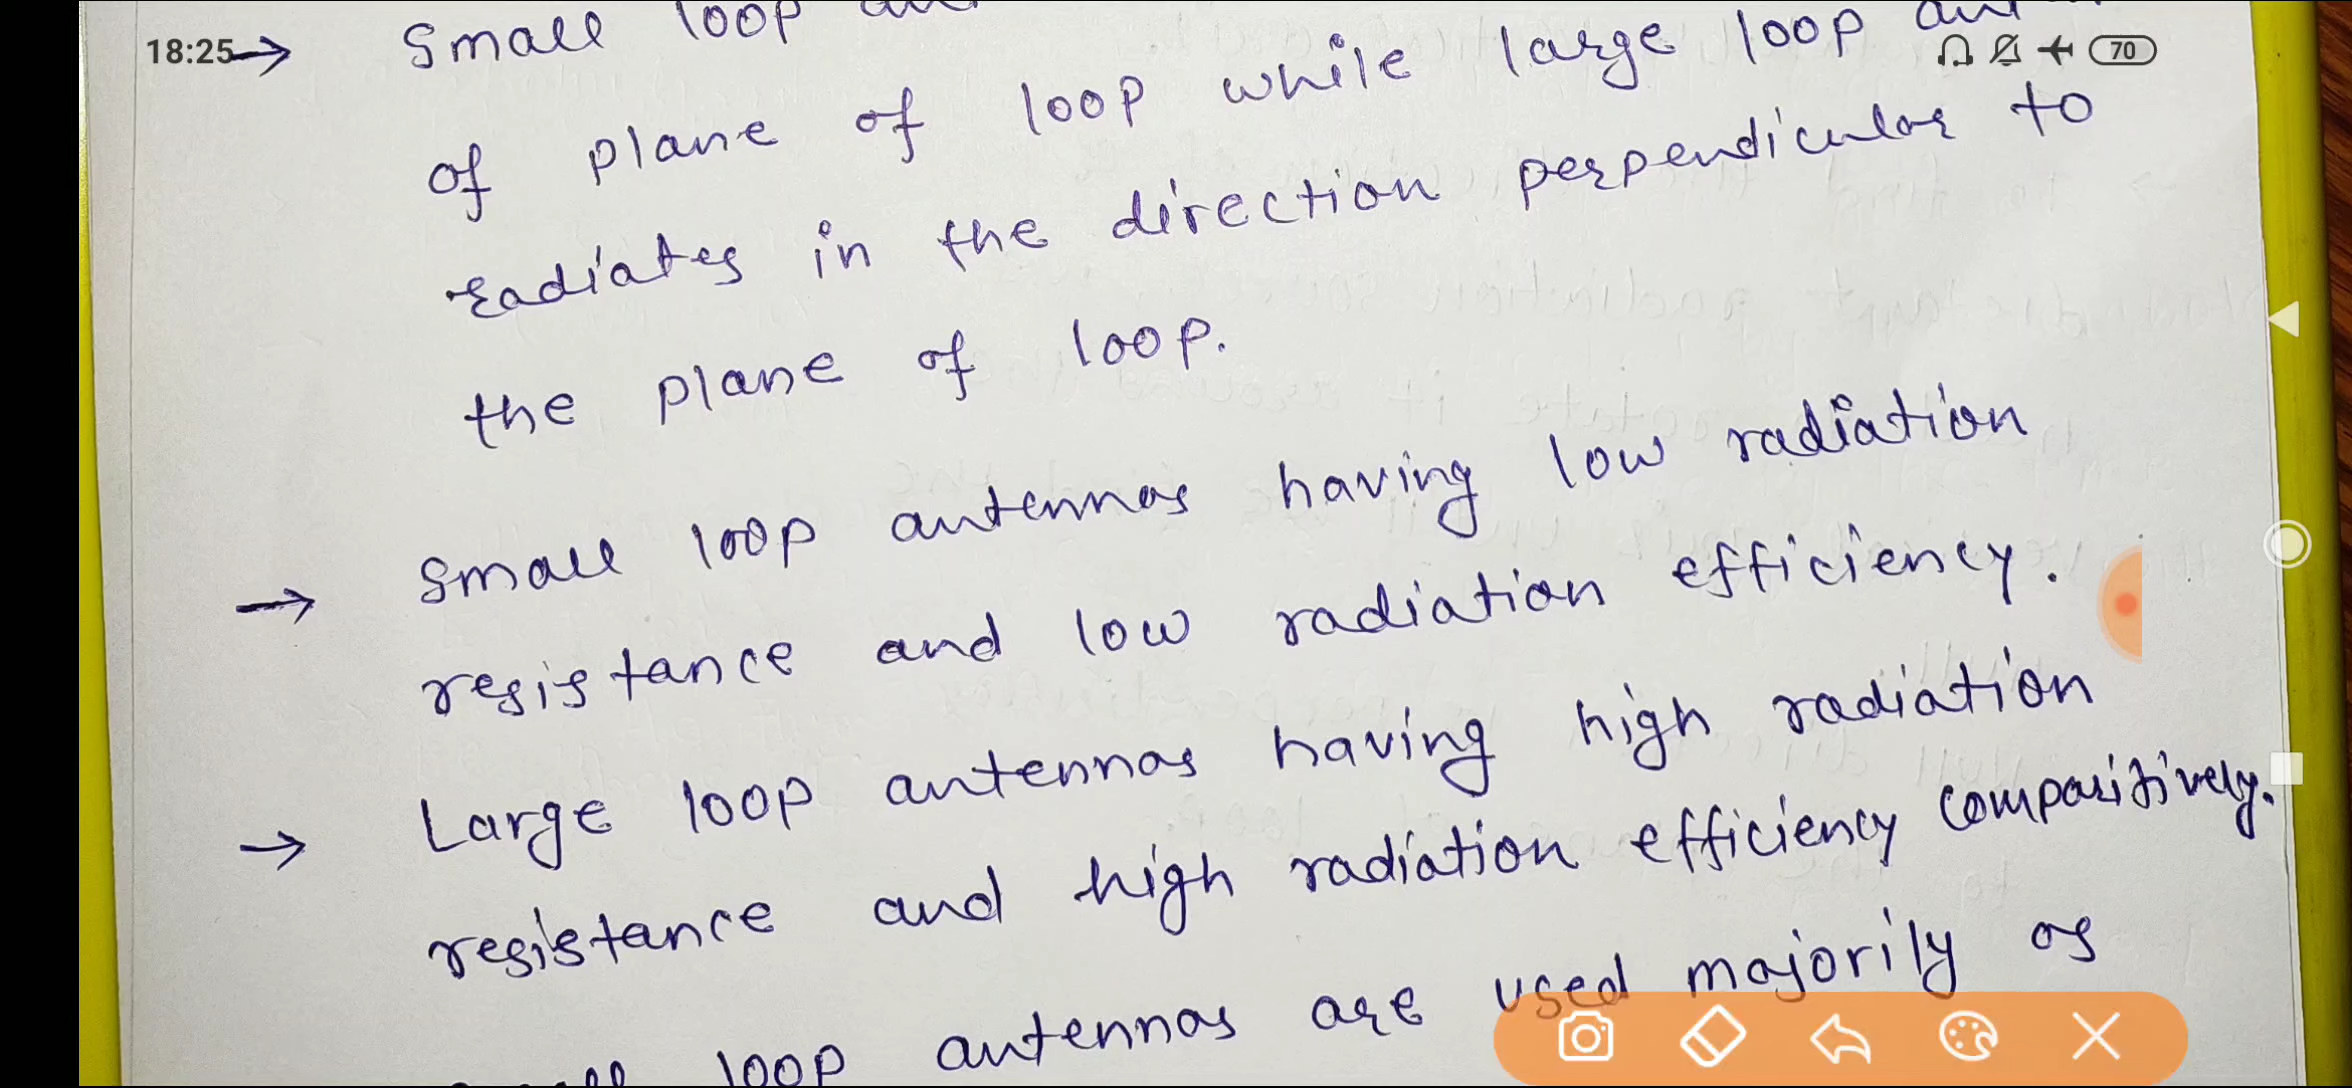 18:25
→ Small loop
of plane of loop while large loop
70
radiates in the direction perpendicular to
the plane of loop.
→ Small loop antennas having low radiation
resistance and low radiation efficiency.
→ Large loop antennas having high radiation
resistance and high radiation efficiency comparitively.
loop antennas are used majorily as